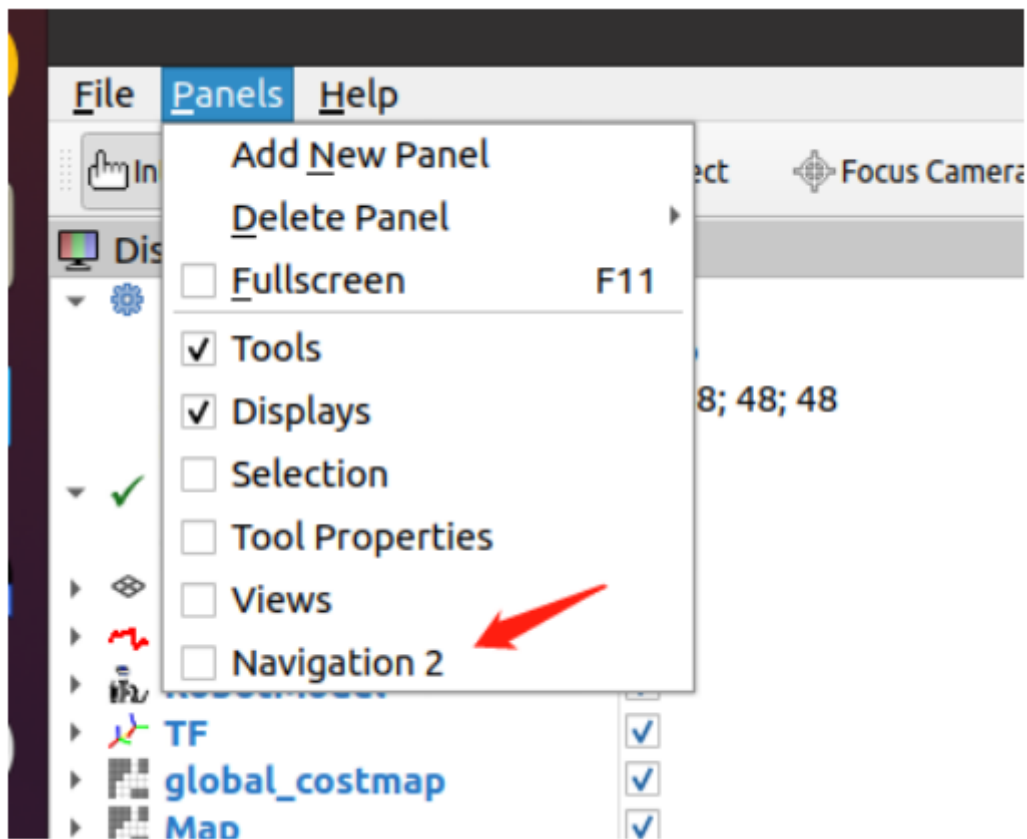 File Panels Help
Add New Panel
Focus Camera
Delete Panel
Fullscreen F11
Tools
Displays
8; 48; 48
Selection
Tool Properties
Views
Navigation 2
TF
global_costmap
Map